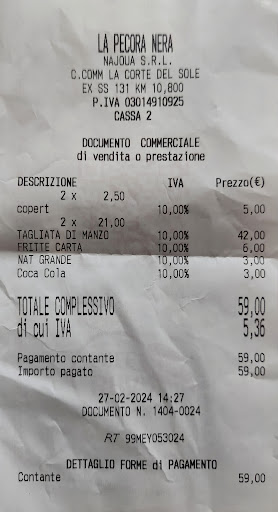 LA PECORA NERA
NAJOUA S.R.L.
C.COMM LA CORTE DEL SOLE
EX SS 131 KM 10,800
P.IVA 03014910925
CASSA 2
DOCUMENTO COMMERCIALE
di vendita o prestazione
DESCRIZIONE IVA Prezzo(€)
2 x 2,50
copert 10,00% 5,00
2 x 21,00
TAGLIATA DI MANZO 10,00% 42,00
FRITTE CARTA 10,00% 6,00
NAT GRANDE 10,00% 3,00
Coca Cola 10,00% 3,00
TOTALE COMPLESSIVO 59,00
di cui IVA 5,36
Pagamento contante 59,00
Importo pagato 59,00
27-02-2024 14:27
DOCUMENTO N. 1404-0024
RT 99MEY053024
DETTAGLIO FORME di PAGAMENTO
Contante 59,00